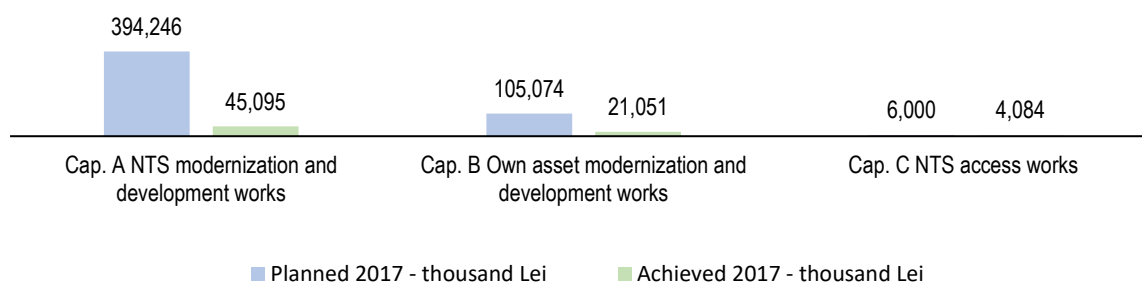 394,246
45,095
105,074
21,051
6,000 4,084
Cap. A NTS modernization and
development works
Cap. B Own asset modernization and
development works
Cap. C NTS access works
Planned 2017 - thousand Lei
Achieved 2017 - thousand Lei